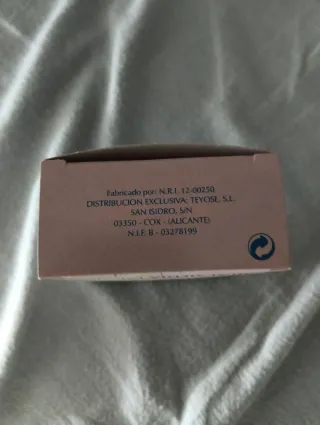 Fabricado por: N.R.I. 12-00250
DISTRIBUCION EXCLUSIVA: TEYOSE, S.L.
SAN ISIDRO, S/N
03350 - COX - (ALICANTE)
N.I.F. B - 03278199